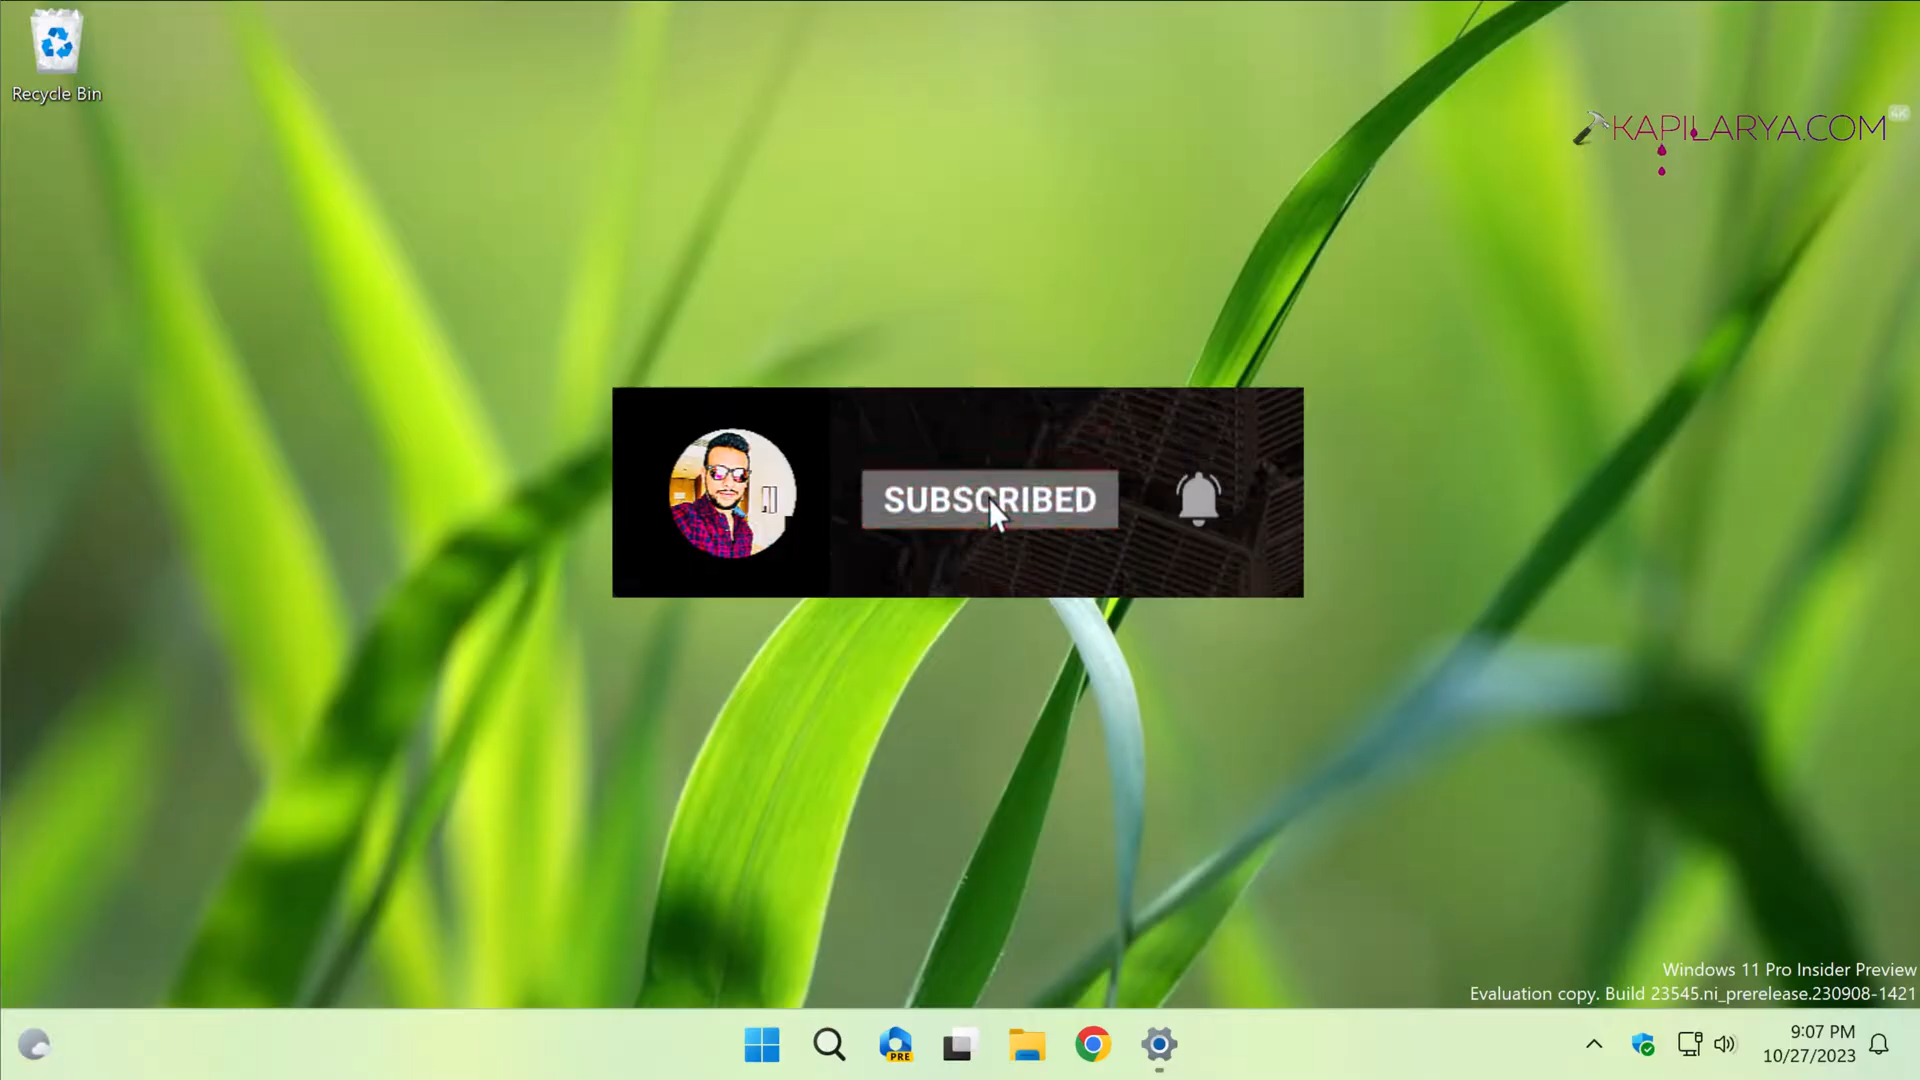 Recycle Bin
KAPILARYA.COM
4K
SUBSCRIBED
Windows 11 Pro Insider Preview
Evaluation copy. Build 23545.ni_prerelease.230908-1421
PRE
9:07 PM
10/27/2023